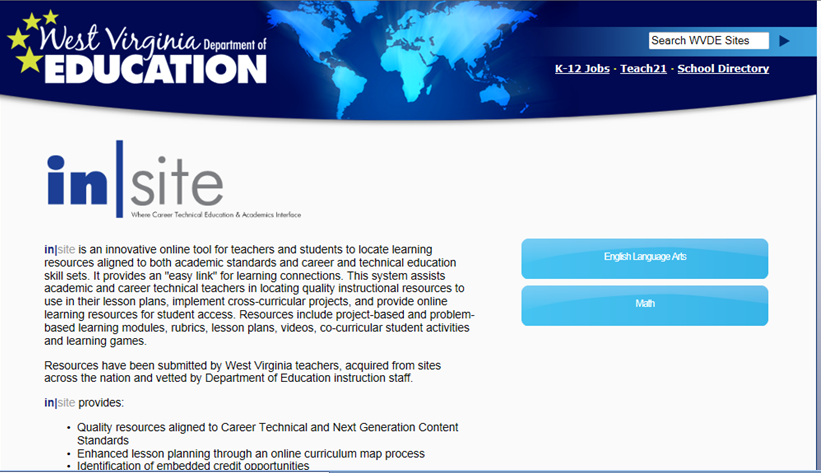 West Virginia Department of
EDUCATION
Search WVDE Sites
K-12 Jobs · Teach21 · School Directory
in|site
Where Career Technical Education & Academics Interface
in|site is an innovative online tool for teachers and students to locate learning
resources aligned to both academic standards and career and technical education
skill sets. It provides an "easy link" for learning connections. This system assists
academic and career technical teachers in locating quality instructional resources to
use in their lesson plans, implement cross-curricular projects, and provide online
learning resources for student access. Resources include project-based and problem-
based learning modules, rubrics, lesson plans, videos, co-curricular student activities
and learning games.
Resources have been submitted by West Virginia teachers, acquired from sites
across the nation and vetted by Department of Education instruction staff.
in|site provides:
• Quality resources aligned to Career Technical and Next Generation Content
Standards
• Enhanced lesson planning through an online curriculum map process
• Identification of embedded credit opportunities
English Language Arts
Math